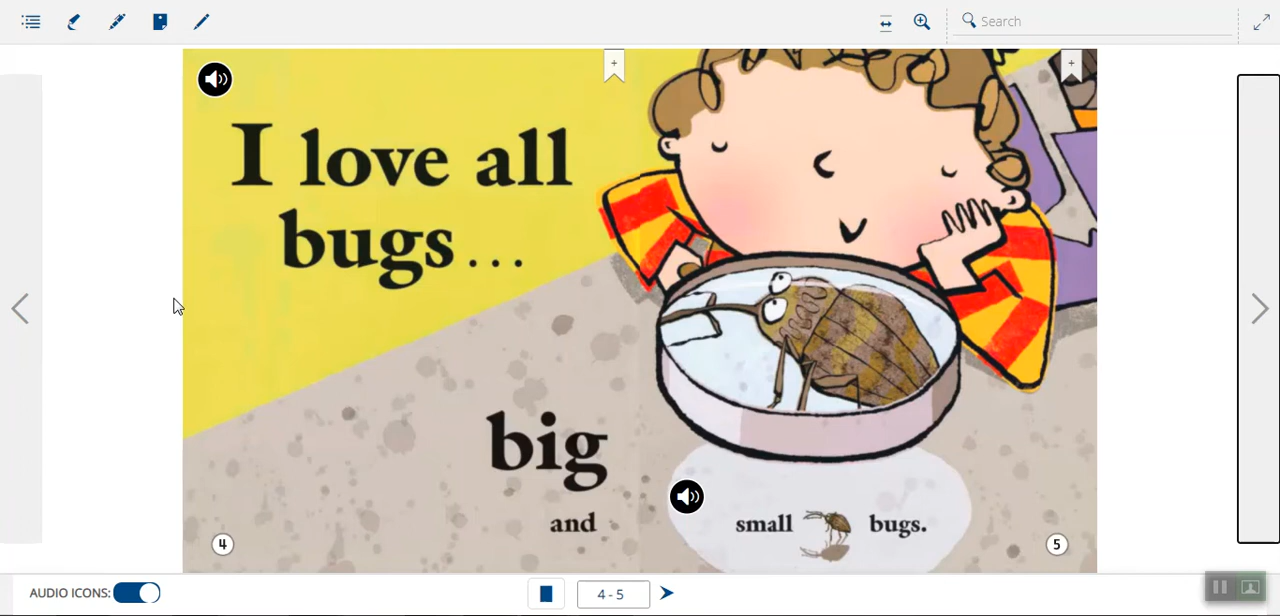 Search
I love all
bugs...
big
and
small bugs.
4
5
AUDIO ICONS:
4 - 5